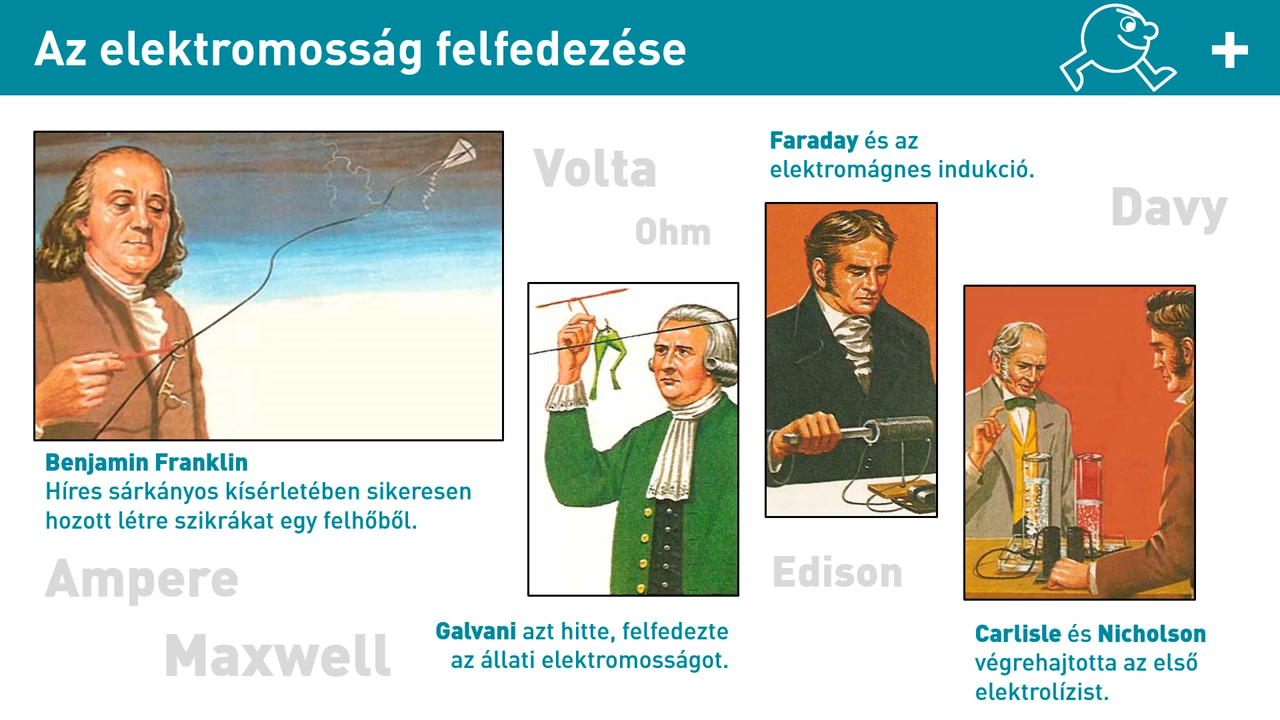 Az elektromosság felfedezése
+
Volta
Ohm
Faraday és az
elektromágnes indukció.
Davy
Benjamin Franklin
Híres sárkányos kísérletében sikeresen
hozott létre szikrákat egy felhőből.
Ampere
Maxwell
Galvani azt hitte, felfedezte
az állati elektromosságot.
Edison
Carlisle és Nicholson
végrehajtotta az első
elektrolízist.